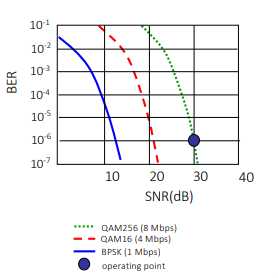 10-1
10-2
10-3
10-4
10-5
10-6
10-7
BER
10 20 30 40
SNR(dB)
QAM256 (8 Mbps)
QAM16 (4 Mbps)
BPSK (1 Mbps)
operating point